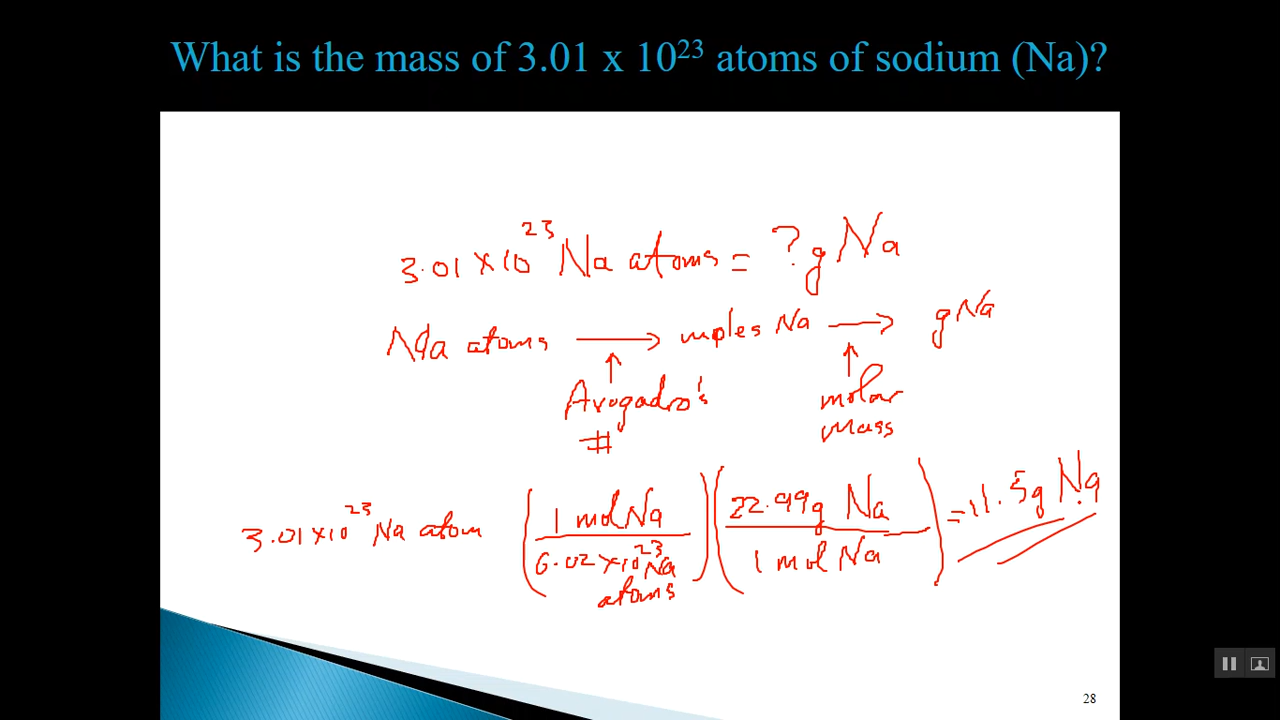 What is the mass of 3.01 x 10²³ atoms of sodium (Na)?
3.01 × 10²³ Na atoms = ? g Na
Na atoms → moles Na → g Na
↑ ↑
Avogadro's molar
# mass
3.01 × 10²³ Na atom (1 mol Na / 6.02 × 10²³ Na atoms) (22.99g Na / 1 mol Na) = 11.5g Na
28